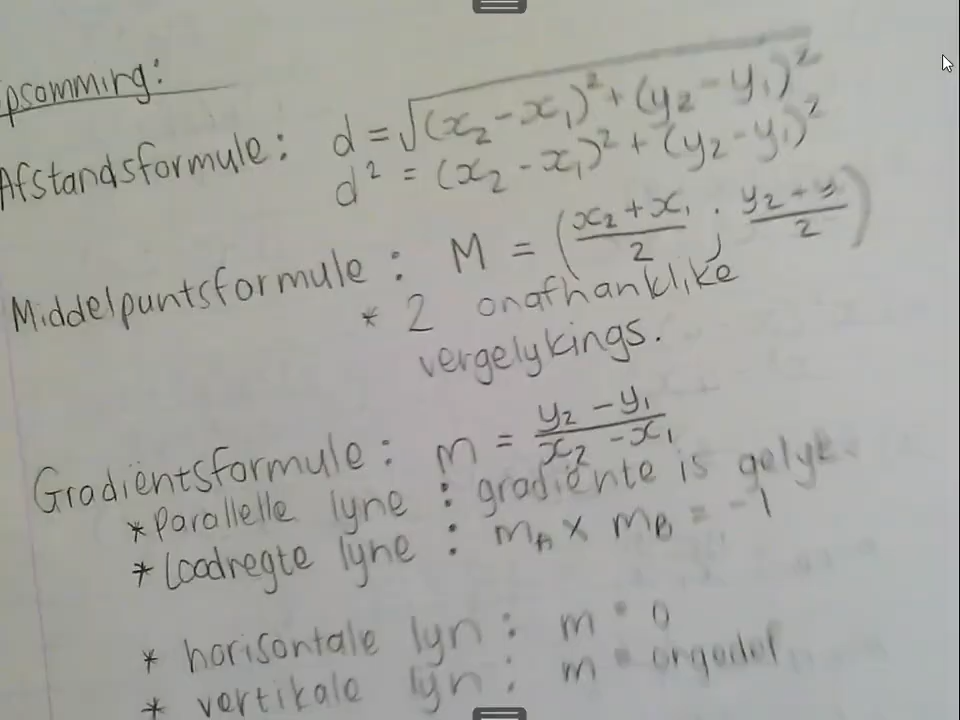 psomming:
Afstandsformule: d = √(x₂ - x₁)² + (y₂ - y₁)²
d² = (x₂ - x₁)² + (y₂ - y₁)²
Middelpuntsformule: M = (x₂ + x₁/2 ; y₂ + y/2)
* 2 onafhanklike
vergelykings.
Gradiëntsformule: m = y₂ - y₁/x₂ - x₁
* Parallelle lyne : gradiënte is gelyk.
* Loodregte lyne : mA × mB = -1
* horisontale lyn : m = 0
* vertikale lyn : m =